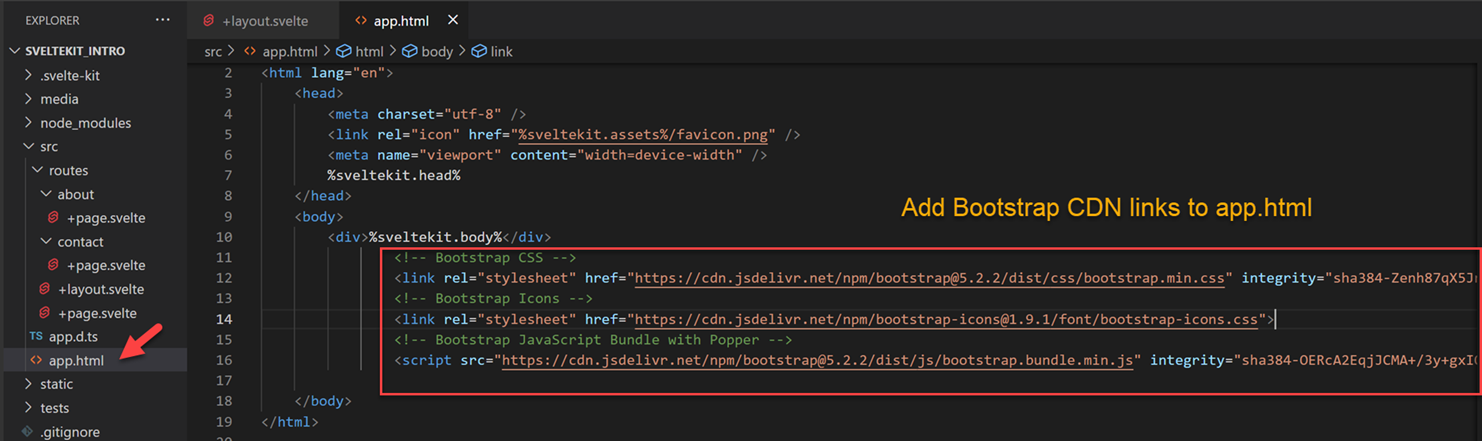 EXPLORER ···
SVELTEKIT_INTRO
.svelte-kit
media
node_modules
src
routes
about
+page.svelte
contact
+page.svelte
+layout.svelte
+page.svelte
TS app.d.ts
<> app.html
static
tests
.gitignore
+layout.svelte <> app.html ×
src > <> app.html > html > body > link
2 <html lang="en">
3 <head>
4 <meta charset="utf-8" />
5 <link rel="icon" href="%sveltekit.assets%/favicon.png" />
6 <meta name="viewport" content="width=device-width" />
7 %sveltekit.head%
8 </head>
Add Bootstrap CDN links to app.html
9 <body>
10 <div>%sveltekit.body%</div>
11 <!-- Bootstrap CSS -->
12 <link rel="stylesheet" href="https://cdn.jsdelivr.net/npm/bootstrap@5.2.2/dist/css/bootstrap.min.css" integrity="sha384-Zenh87qX5J
13 <!-- Bootstrap Icons -->
14 <link rel="stylesheet" href="https://cdn.jsdelivr.net/npm/bootstrap-icons@1.9.1/font/bootstrap-icons.css">
15 <!-- Bootstrap JavaScript Bundle with Popper -->
16 <script src="https://cdn.jsdelivr.net/npm/bootstrap@5.2.2/dist/js/bootstrap.bundle.min.js" integrity="sha384-OERcA2EqjJCMA+/3y+gxI
17
18 </body>
19 </html>